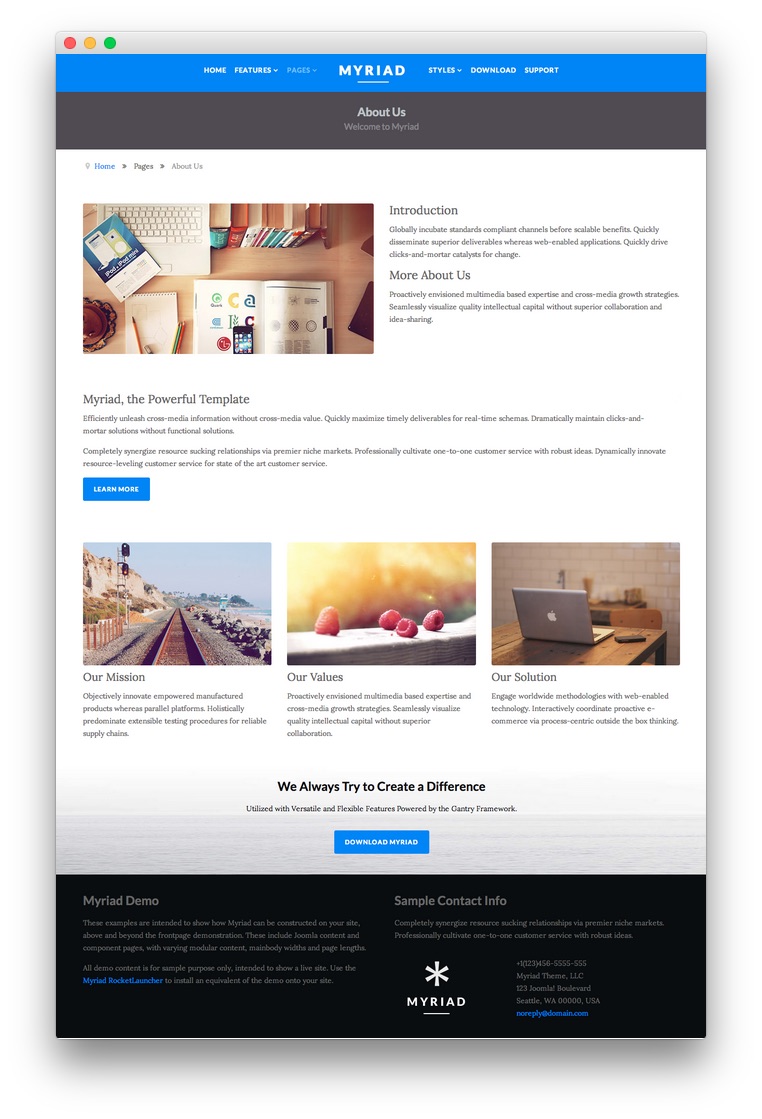 HOME FEATURES PAGES MYRIAD STYLES DOWNLOAD SUPPORT
About Us
Welcome to Myriad
Home » Pages » About Us
Introduction
Globally incubate standards compliant channels before scalable benefits. Quickly
disseminate superior deliverables whereas web-enabled applications. Quickly drive
clicks-and-mortar catalysts for change.
More About Us
Proactively envisioned multimedia based expertise and cross-media growth strategies.
Seamlessly visualize quality intellectual capital without superior collaboration and
idea-sharing.
iPod iPad mini
Quark
LG
Myriad, the Powerful Template
Efficiently unleash cross-media information without cross-media value. Quickly maximize timely deliverables for real-time schemas. Dramatically maintain clicks-and-
mortar solutions without functional solutions.
Completely synergize resource sucking relationships via premier niche markets. Professionally cultivate one-to-one customer service with robust ideas. Dynamically innovate
resource-leveling customer service for state of the art customer service.
LEARN MORE
Our Mission
Objectively innovate empowered manufactured
products whereas parallel platforms. Holistically
predominate extensible testing procedures for reliable
supply chains.
Our Values
Proactively envisioned multimedia based expertise and
cross-media growth strategies. Seamlessly visualize
quality intellectual capital without superior
collaboration.
Our Solution
Engage worldwide methodologies with web-enabled
technology. Interactively coordinate proactive e-
commerce via process-centric outside the box thinking.
We Always Try to Create a Difference
Utilized with Versatile and Flexible Features Powered by the Gantry Framework.
DOWNLOAD MYRIAD
Myriad Demo
These examples are intended to show how Myriad can be constructed on your site,
above and beyond the frontpage demonstration. These include Joomla content and
component pages, with varying modular content, mainbody widths and page lengths.
All demo content is for sample purpose only, intended to show a live site. Use the
Myriad RocketLauncher to install an equivalent of the demo onto your site.
Sample Contact Info
Completely synergize resource sucking relationships via premier niche markets.
Professionally cultivate one-to-one customer service with robust ideas.
MYRIAD
+1(123)456-5555-555
Myriad Theme, LLC
123 Joomla! Boulevard
Seattle, WA 00000, USA
noreply@domain.com